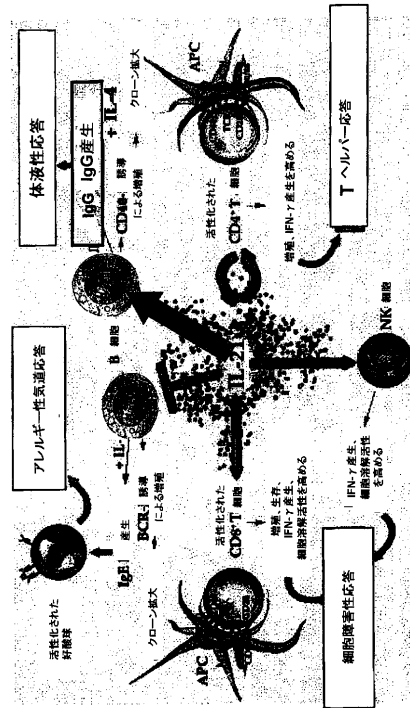 アレルギー性気道応答
体液性応答
活性化された
好酸球
IgE
産生
+ IL-
B 細胞
IgG IgG産生
+ IL-4
BCR-
誘導
による増殖
CD40-
誘導
による増殖
クローン拡大
クローン拡大
APC
活性化された
CD8⁺T 細胞
IL-21
活性化された
CD4⁺T 細胞
APC
増殖、生存、
IFN-γ産生、
細胞溶解活性を高める
増殖、IFN-γ産生を高める
NK 細胞
IFN-γ産生、
細胞溶解活性
を高める
細胞障害性応答
T ヘルパー応答